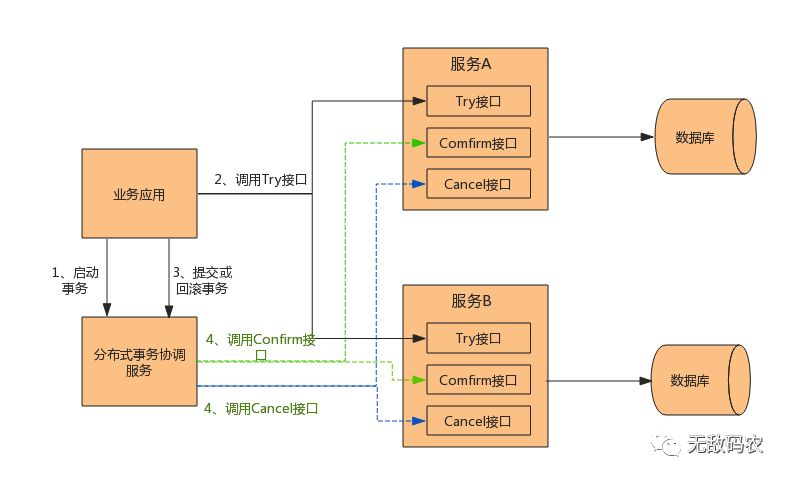 服务A
Try接口
Comfirm接口
Cancel接口
数据库
业务应用
2、调用Try接口
1、启动
事务
3、提交或
回滚事务
服务B
Try接口
Comfirm接口
Cancel接口
数据库
分布式事务协调
服务
4、调用Confirm接
口
4、调用Cancel接口
无敌码农